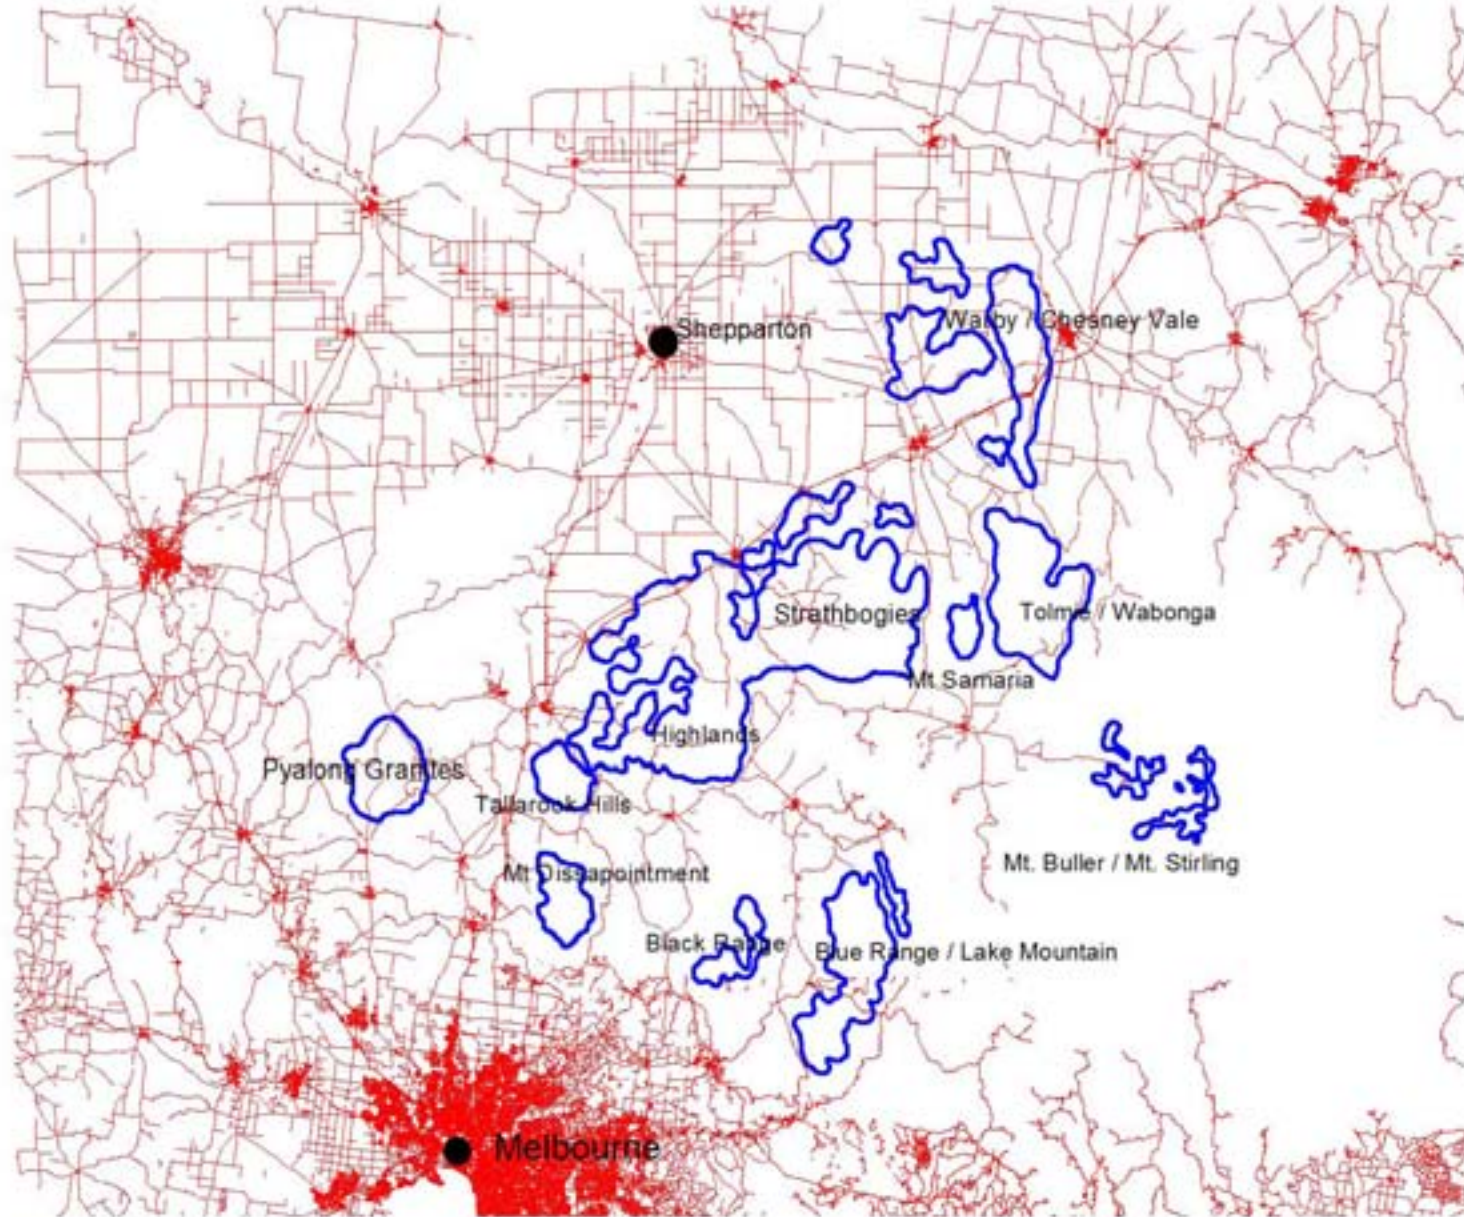 Shepparton
Warby / Chesney Vale
Strathbogies
Tolmie / Wabonga
Mt Samaria
Highlands
Pyalong Granites
Tallarook Hills
Mt. Buller / Mt. Stirling
Mt Dissapointment
Black Range
Blue Range / Lake Mountain
Melbourne